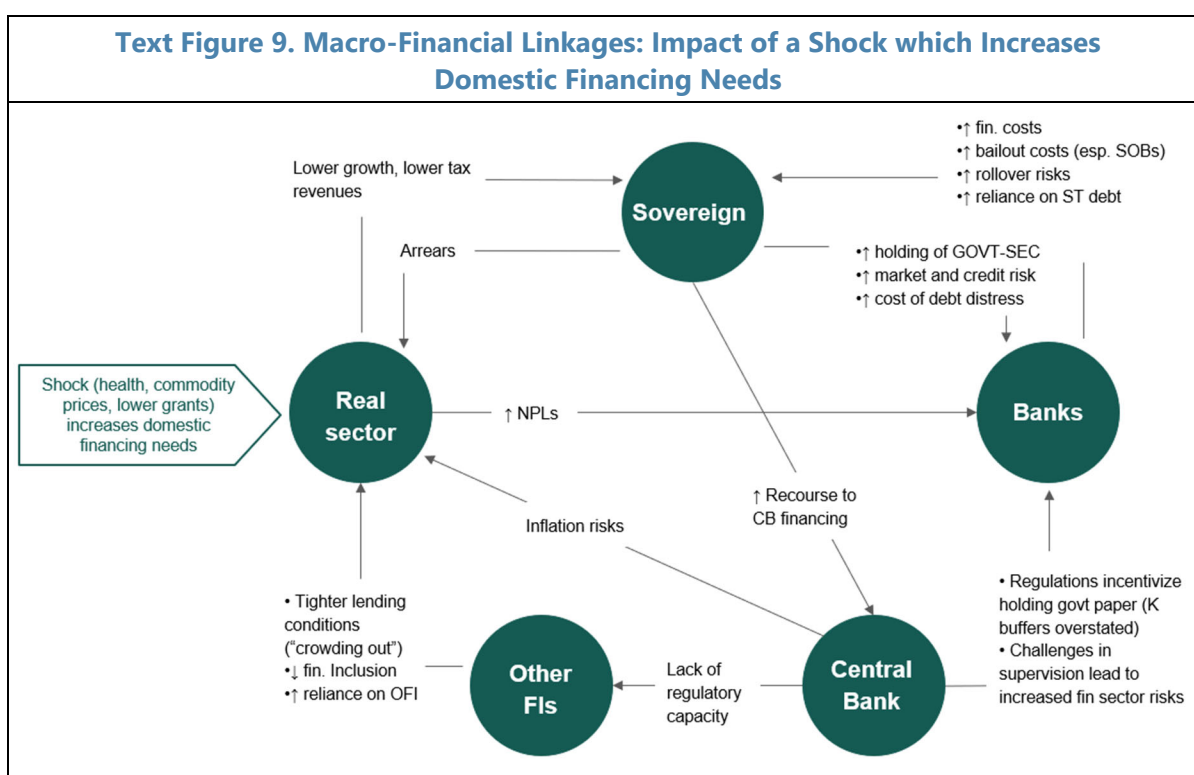 Text Figure 9. Macro-Financial Linkages: Impact of a Shock which Increases
Domestic Financing Needs
•↑ fin. costs
•↑ bailout costs (esp. SOBs)
•↑ rollover risks
•↑ reliance on ST debt
Lower growth, lower tax
revenues
Sovereign
Arrears
•↑ holding of GOVT-SEC
•↑ market and credit risk
•↑ cost of debt distress
Shock (health, commodity
prices, lower grants)
increases domestic
financing needs
Real
sector
↑ NPLs
Banks
↑ Recourse to
CB financing
Inflation risks
• Tighter lending
conditions
(“crowding out”)
•↓ fin. Inclusion
•↑ reliance on OFI
Other
FIs
Lack of
regulatory
capacity
Central
Bank
• Regulations incentivize
holding govt paper (K
buffers overstated)
• Challenges in
supervision lead to
increased fin sector risks